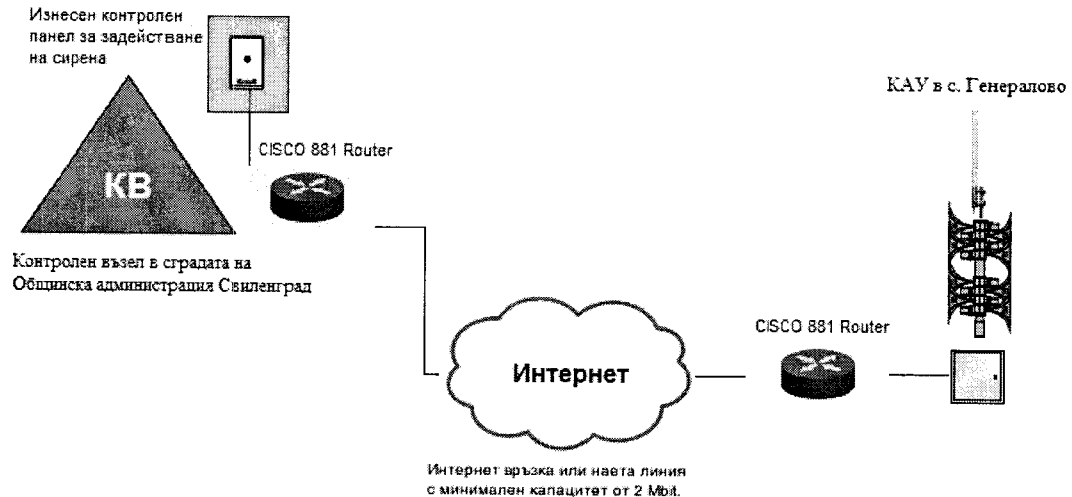 Изнесен контролен
панел за задействане
на сирена
КАУ в с. Генералово
CISCO 881 Router
КВ
Контролен възел в сградата на
Общинска администрация Свиленград
CISCO 881 Router
Интернет
Интернет връзка или наета линия
с минимален капацитет от 2 Mbit.